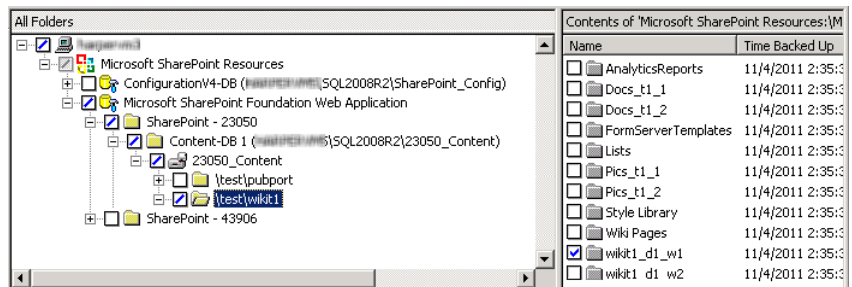 All Folders
Microsoft SharePoint Resources
ConfigurationV4-DB ( SQL2008R2\SharePoint_Config)
Microsoft SharePoint Foundation Web Application
SharePoint - 23050
Content-DB 1 ( \SQL2008R2\23050_Content)
23050_Content
\test\pubport
\test\wikit1
SharePoint - 43906
Contents of 'Microsoft SharePoint Resources:\M
Name Time Backed Up
AnalyticsReports 11/4/2011 2:35:3
Docs_t1_1 11/4/2011 2:35:3
Docs_t1_2 11/4/2011 2:35:3
FormServerTemplates 11/4/2011 2:35:3
Lists 11/4/2011 2:35:3
Pics_t1_1 11/4/2011 2:35:3
Pics_t1_2 11/4/2011 2:35:3
Style Library 11/4/2011 2:35:3
Wiki Pages 11/4/2011 2:35:3
wikit1_d1_w1 11/4/2011 2:35:3
wikit1_d1_w2 11/4/2011 2:35:3